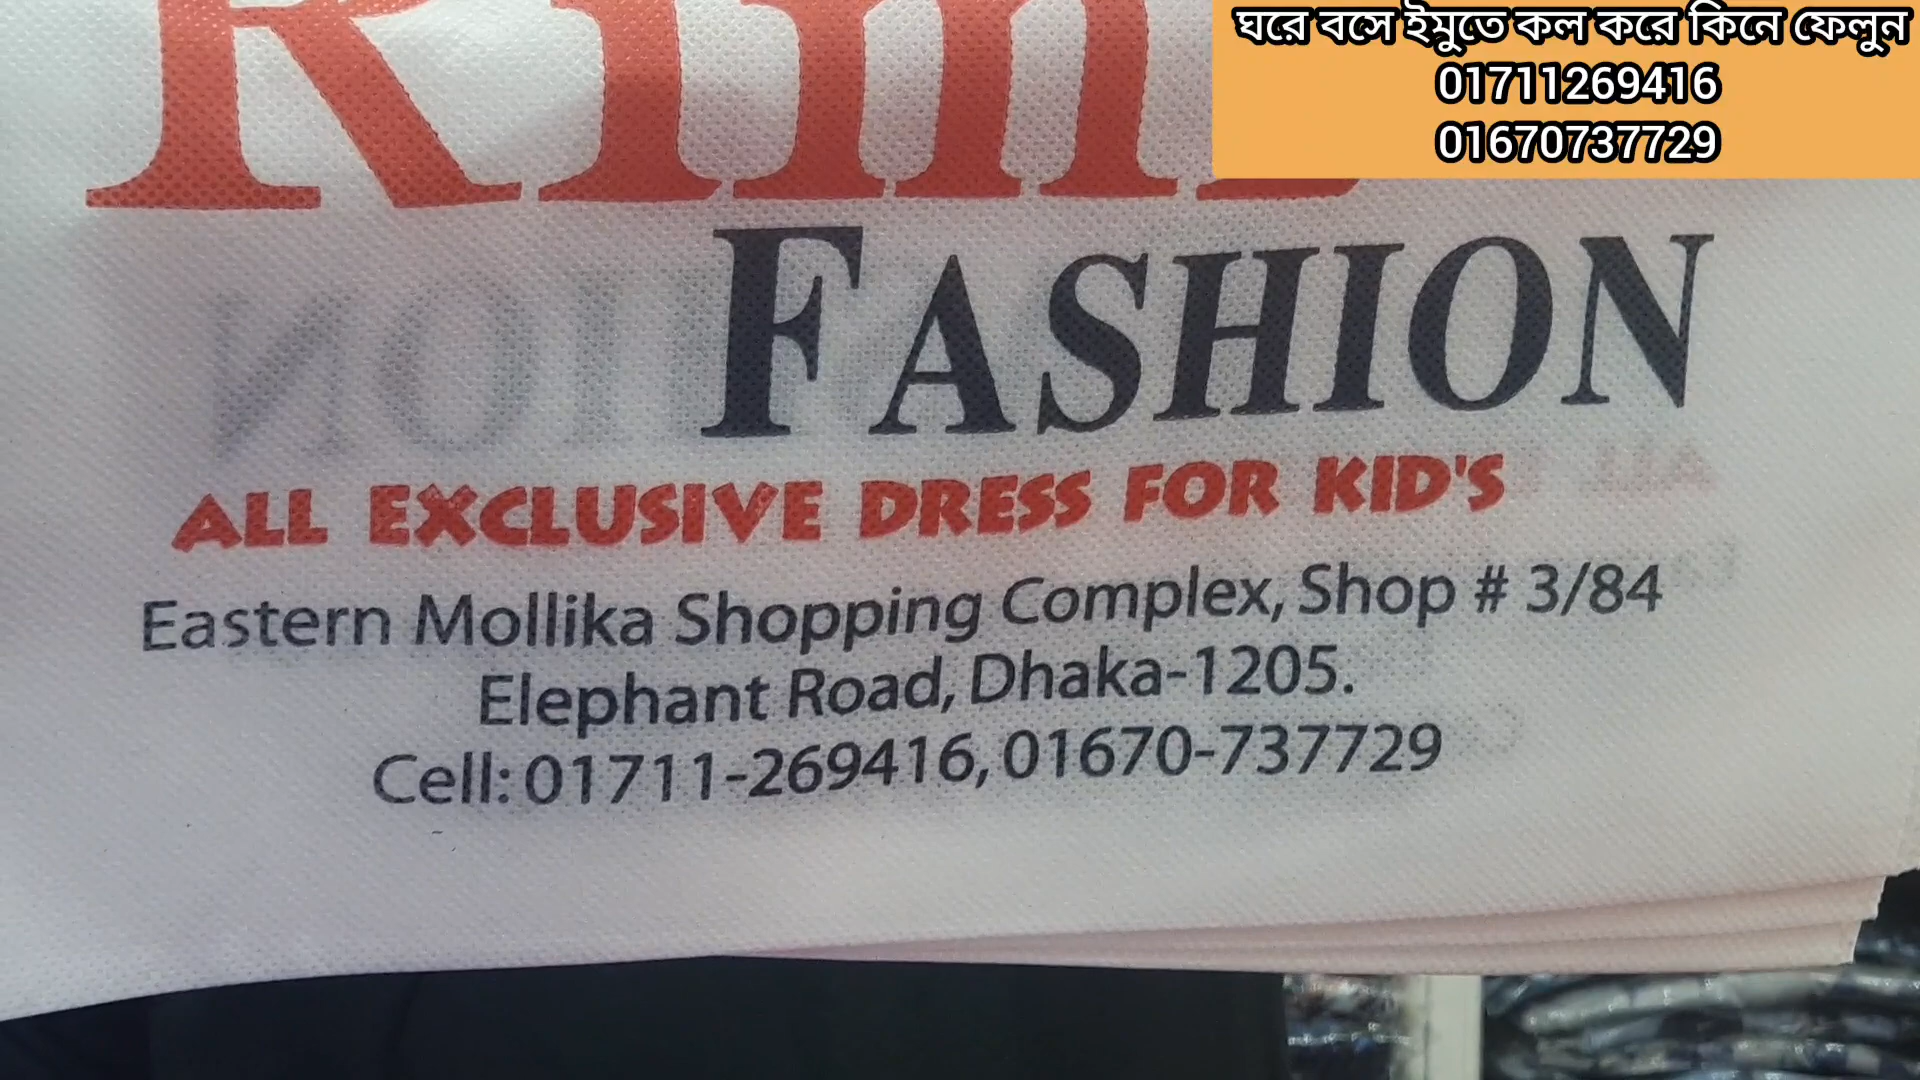 ঘরে বসে ইমুতে কল করে কিনে ফেলুন
01711269416
01670737729
FASHION
ALL EXCLUSIVE DRESS FOR KID'S
Eastern Mollika Shopping Complex, Shop # 3/84
Elephant Road, Dhaka-1205.
Cell: 01711-269416, 01670-737729